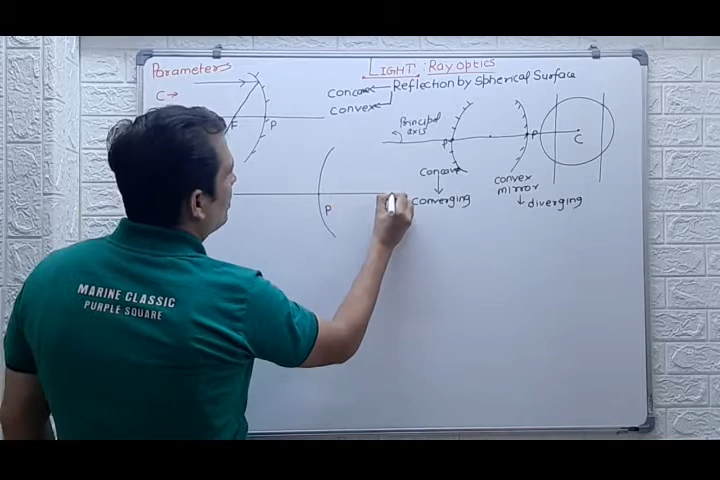 LIGHT : Ray optics
Reflection by Spherical Surface
Concave
convex
Parameters
C →
F
P
P
Principal
axis
P
Concave
converging
P
convex
mirror
diverging
C
MARINE CLASSIC
PURPLE SQUARE